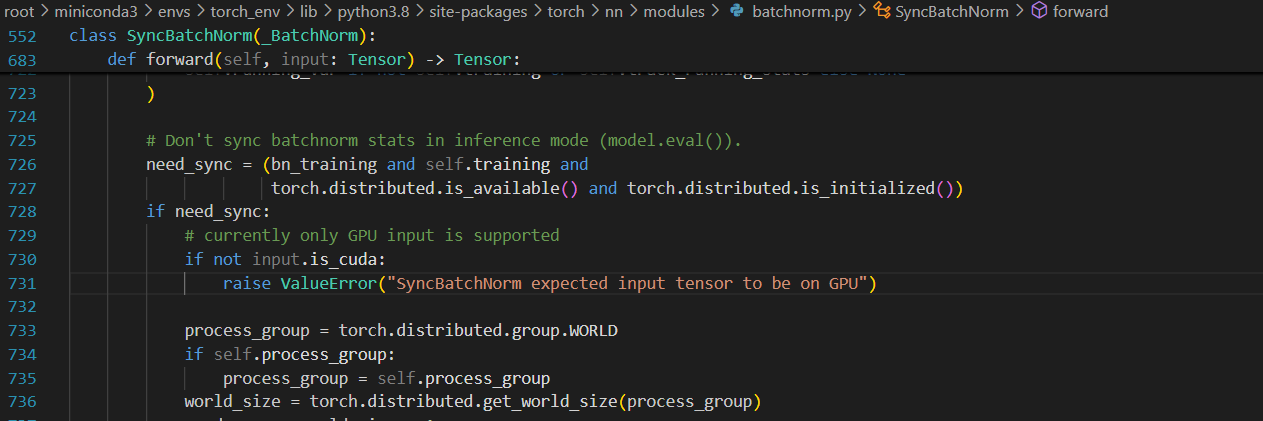 root > miniconda3 > envs > torch_env > lib > python3.8 > site-packages > torch > nn > modules > batchnorm.py > SyncBatchNorm > forward
552 class SyncBatchNorm(_BatchNorm):
683     def forward(self, input: Tensor) -> Tensor:
723         )
724
725         # Don't sync batchnorm stats in inference mode (model.eval()).
726         need_sync = (bn_training and self.training and
727                      torch.distributed.is_available() and torch.distributed.is_initialized())
728         if need_sync:
729             # currently only GPU input is supported
730             if not input.is_cuda:
731                 raise ValueError("SyncBatchNorm expected input tensor to be on GPU")
732
733             process_group = torch.distributed.group.WORLD
734             if self.process_group:
735                 process_group = self.process_group
736             world_size = torch.distributed.get_world_size(process_group)